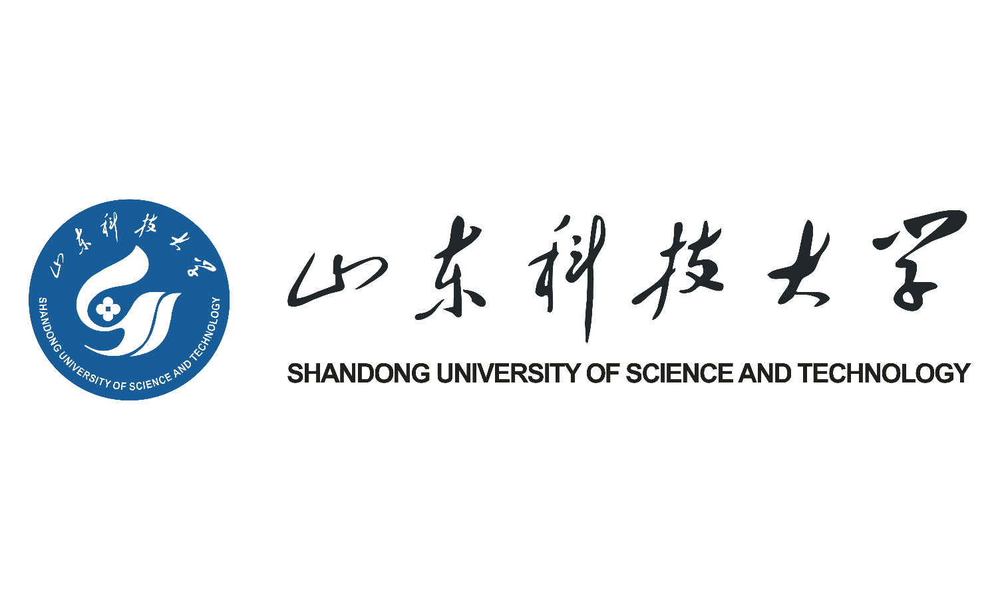 山东科技大学
SHANDONG UNIVERSITY OF SCIENCE AND TECHNOLOGY
山东科技大学
SHANDONG UNIVERSITY OF SCIENCE AND TECHNOLOGY